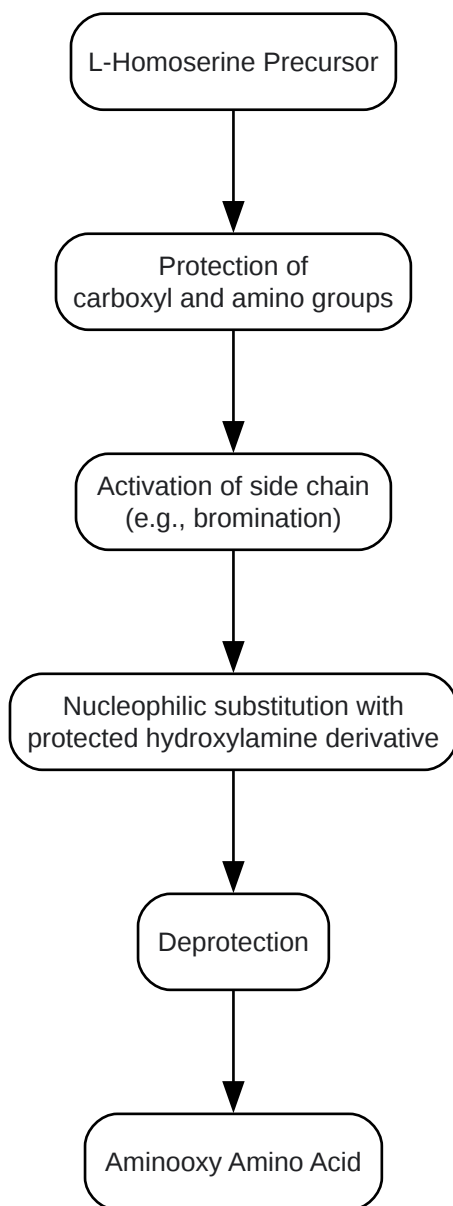 L-Homoserine Precursor
Protection of
carboxyl and amino groups
Activation of side chain
(e.g., bromination)
Nucleophilic substitution with
protected hydroxylamine derivative
Deprotection
Aminooxy Amino Acid